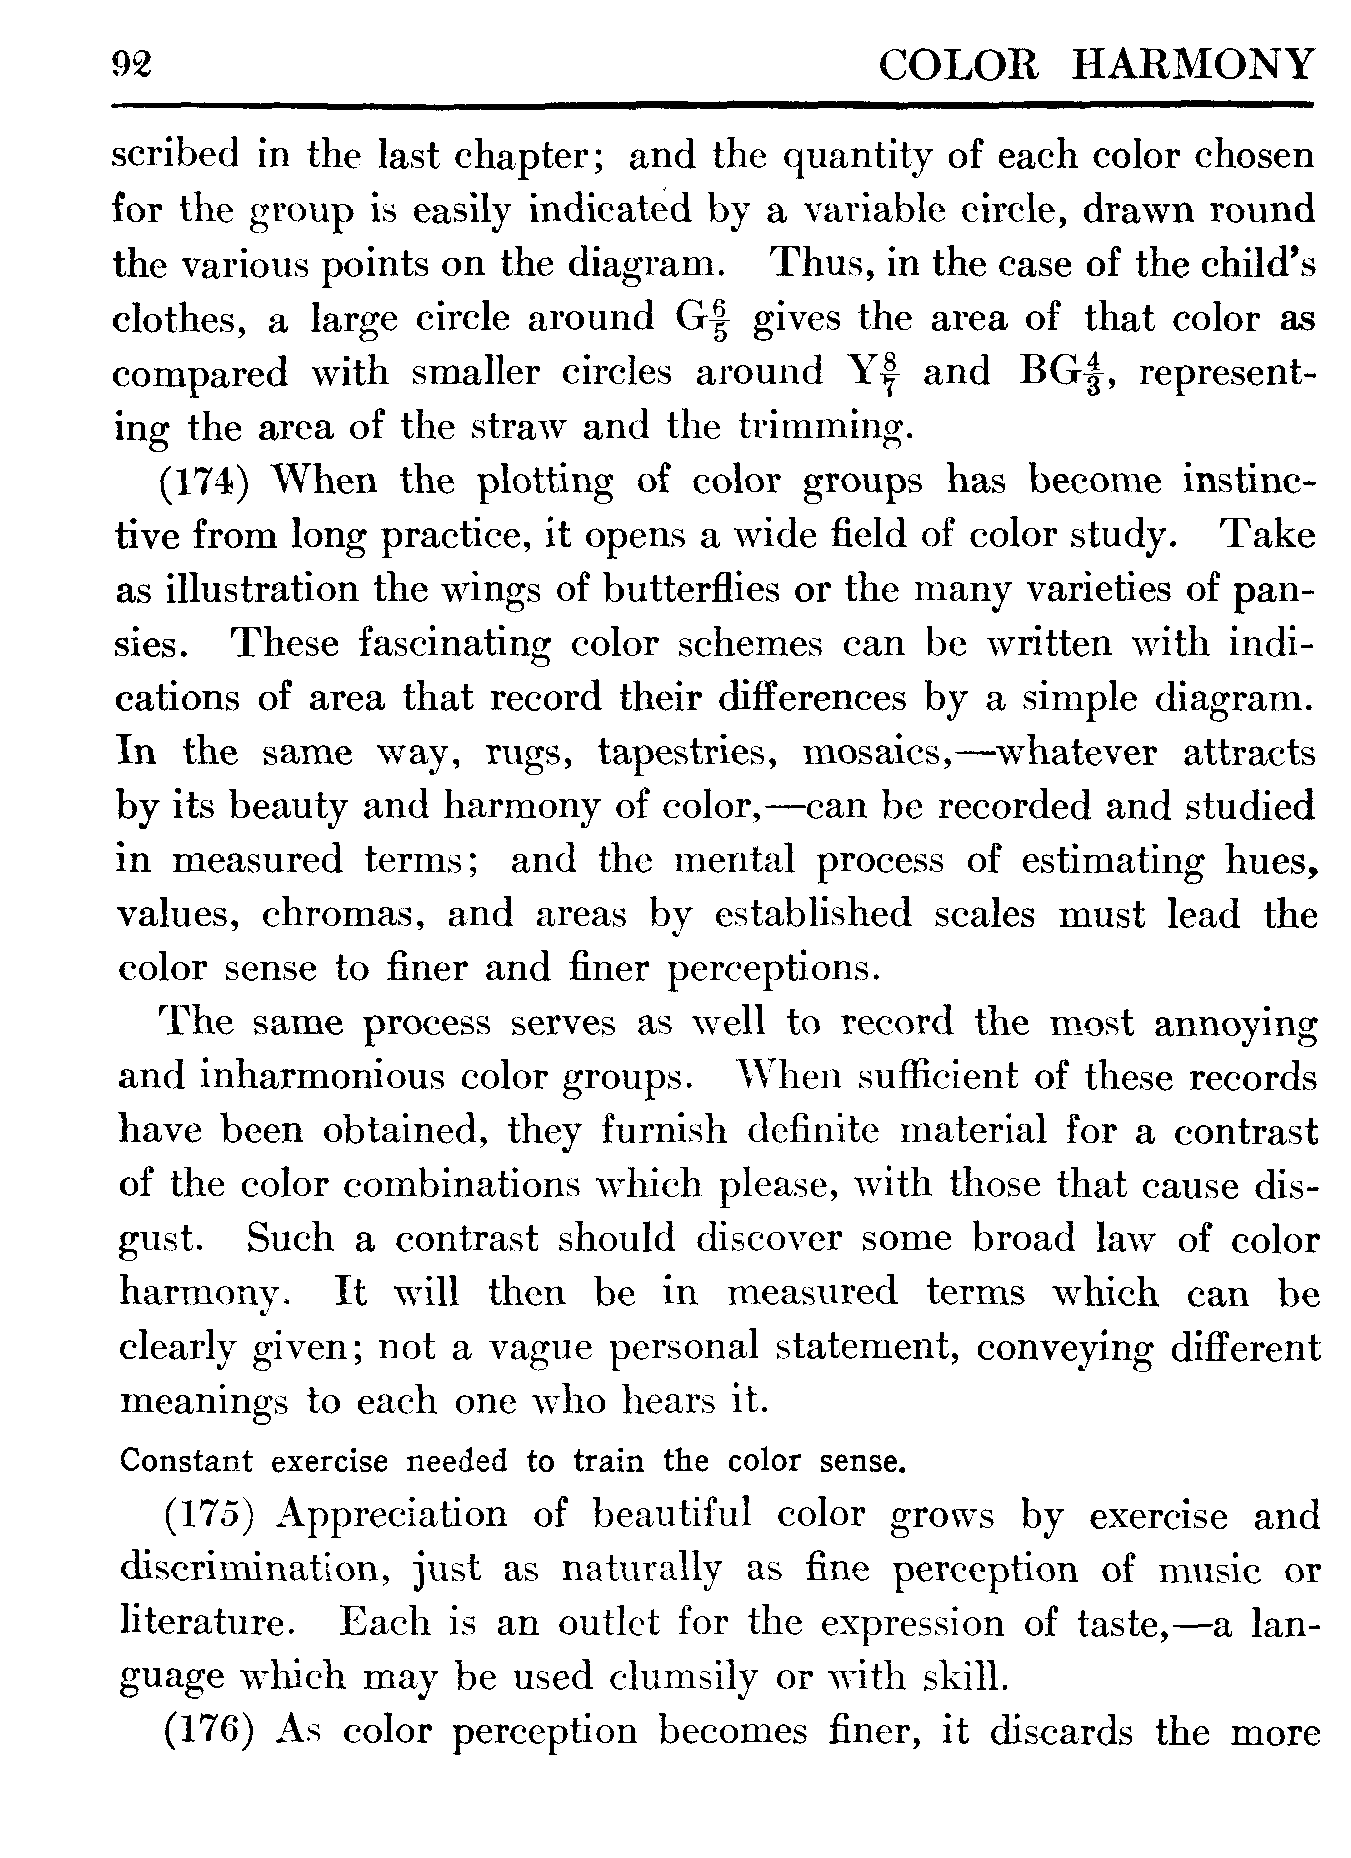 92 COLOR HARMONY
scribed in the last chapter; and the quantity of each color chosen
for the group is easily indicated by a variable circle, drawn round
the various points on the diagram. Thus, in the case of the child's
clothes, a large circle around G6/5 gives the area of that color as
compared with smaller circles around Y8/7 and BG4/3, represent-
ing the area of the straw and the trimming.
(174) When the plotting of color groups has become instinc-
tive from long practice, it opens a wide field of color study. Take
as illustration the wings of butterflies or the many varieties of pan-
sies. These fascinating color schemes can be written with indi-
cations of area that record their differences by a simple diagram.
In the same way, rugs, tapestries, mosaics,—whatever attracts
by its beauty and harmony of color,—can be recorded and studied
in measured terms; and the mental process of estimating hues,
values, chromas, and areas by established scales must lead the
color sense to finer and finer perceptions.
The same process serves as well to record the most annoying
and inharmonious color groups. When sufficient of these records
have been obtained, they furnish definite material for a contrast
of the color combinations which please, with those that cause dis-
gust. Such a contrast should discover some broad law of color
harmony. It will then be in measured terms which can be
clearly given; not a vague personal statement, conveying different
meanings to each one who hears it.
Constant exercise needed to train the color sense.
(175) Appreciation of beautiful color grows by exercise and
discrimination, just as naturally as fine perception of music or
literature. Each is an outlet for the expression of taste,—a lan-
guage which may be used clumsily or with skill.
(176) As color perception becomes finer, it discards the more